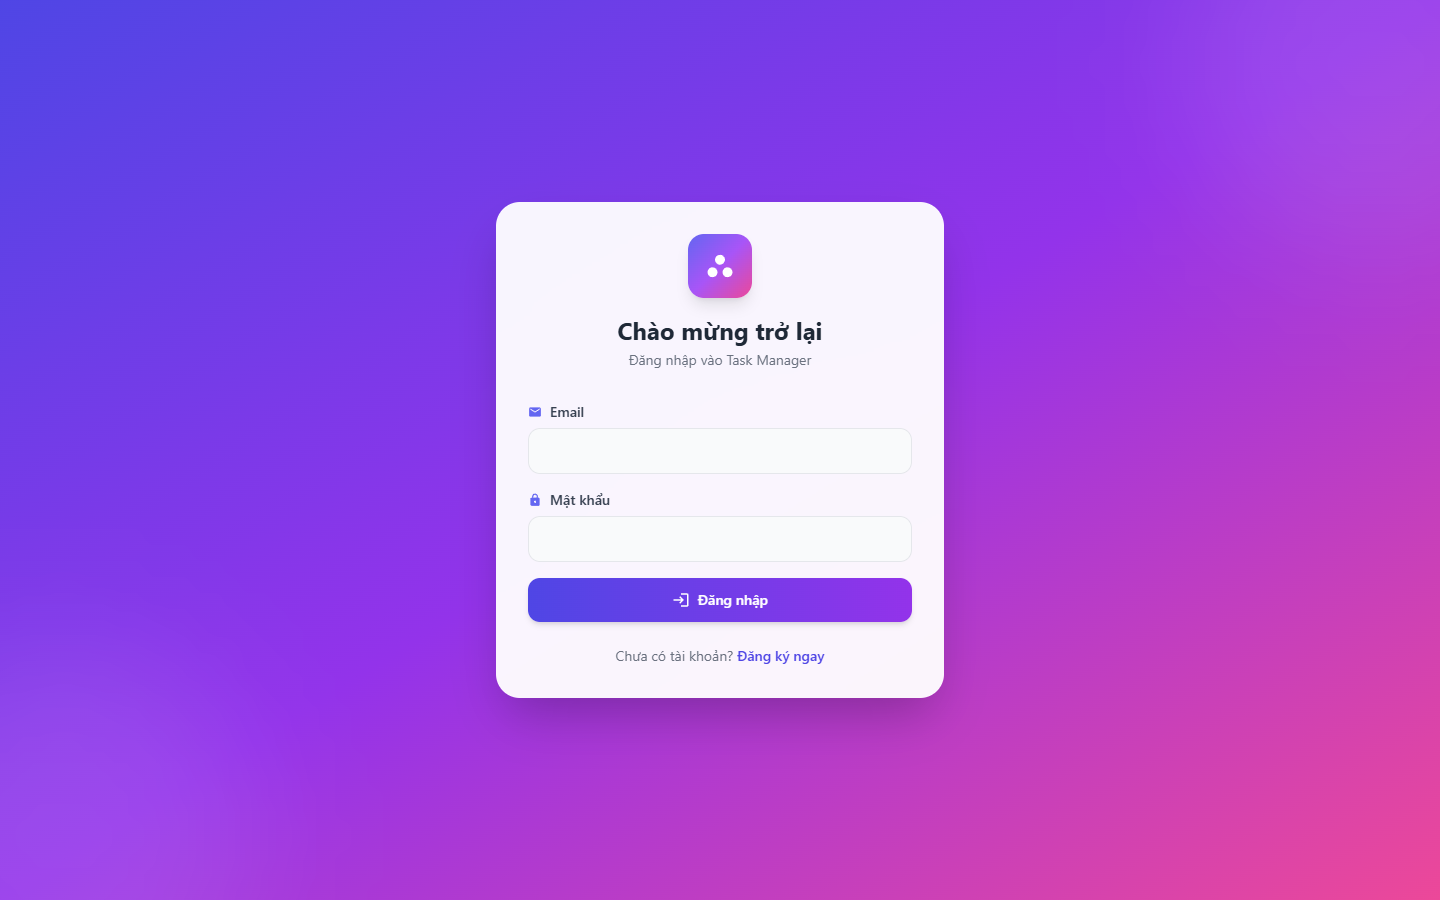 Chào mừng trở lại
Đăng nhập vào Task Manager
Email
Mật khẩu
Đăng nhập
Chưa có tài khoản? Đăng ký ngay